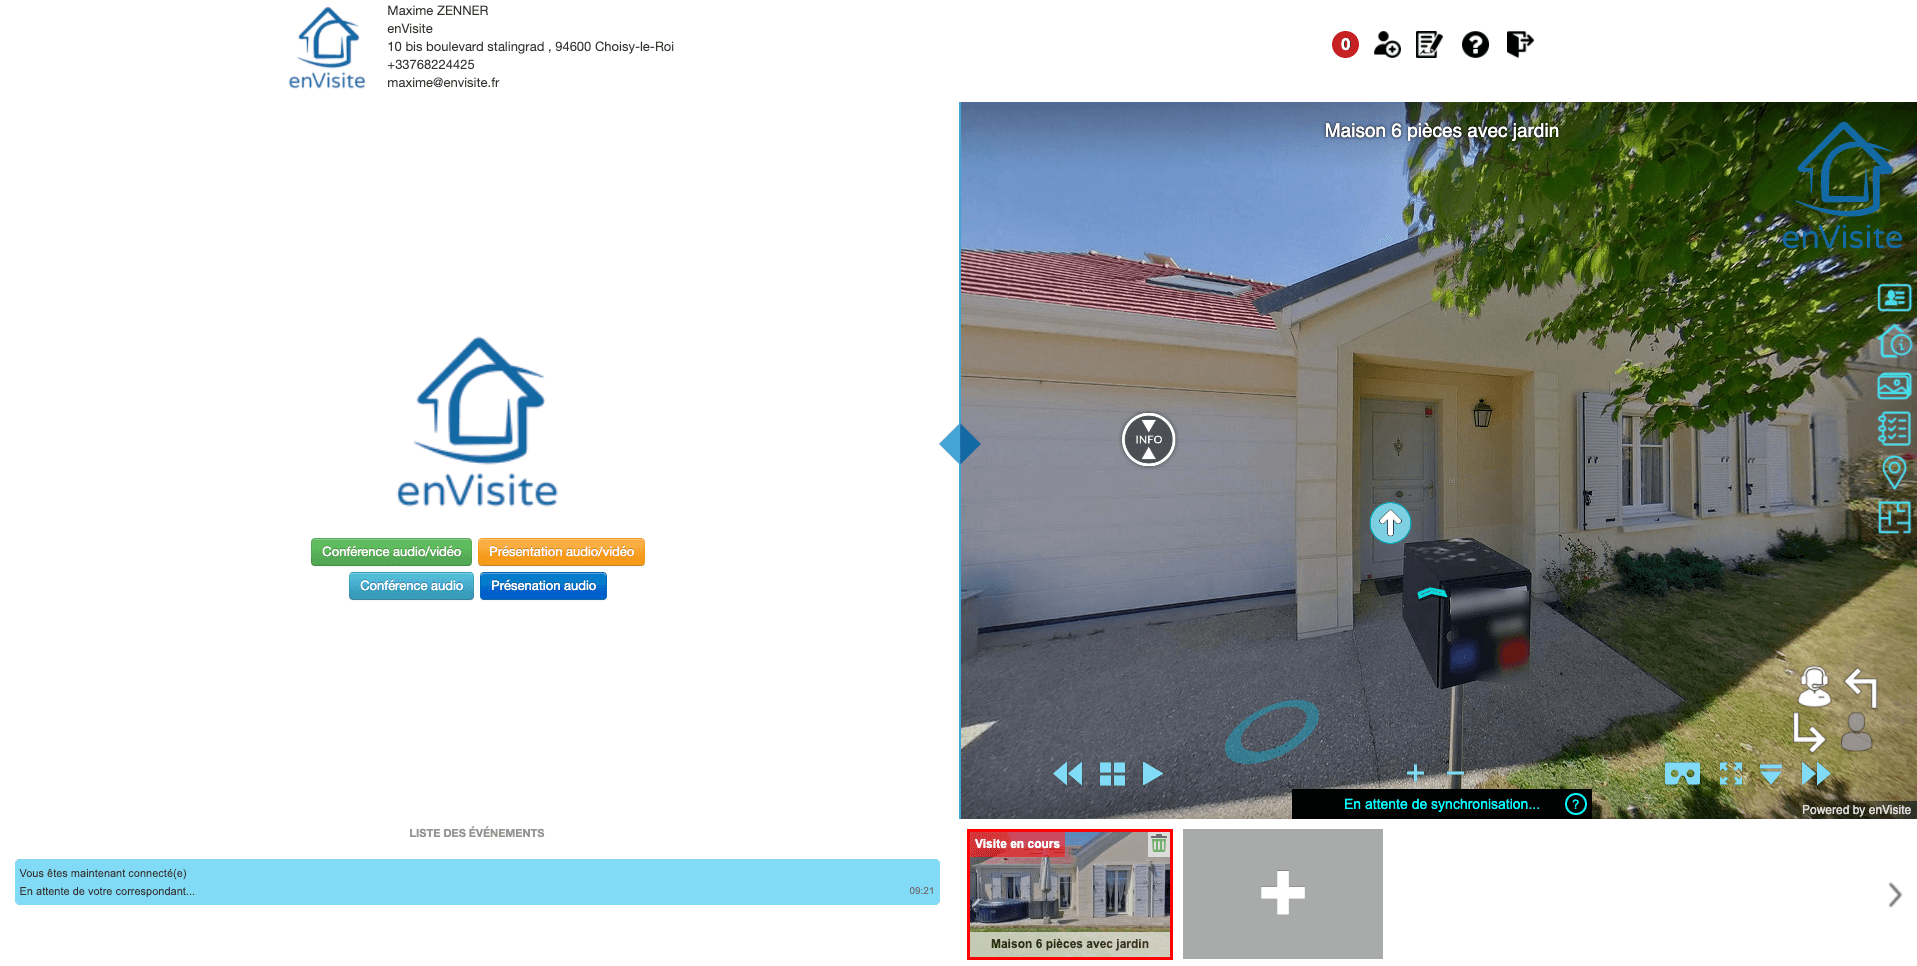 enVisite
Maxime ZENNER
enVisite
10 bis boulevard stalingrad , 94600 Choisy-le-Roi
+33768224425
maxime@envisite.fr
0
?
Maison 6 pièces avec jardin
enVisite
INFO
enVisite
Conférence audio/vidéo
Présentation audio/vidéo
Conférence audio
Présenation audio
En attente de synchronisation...
?
Powered by enVisite
LISTE DES ÉVÉNEMENTS
Vous êtes maintenant connecté(e)
En attente de votre correspondant...
09:21
Visite en cours
Maison 6 pièces avec jardin